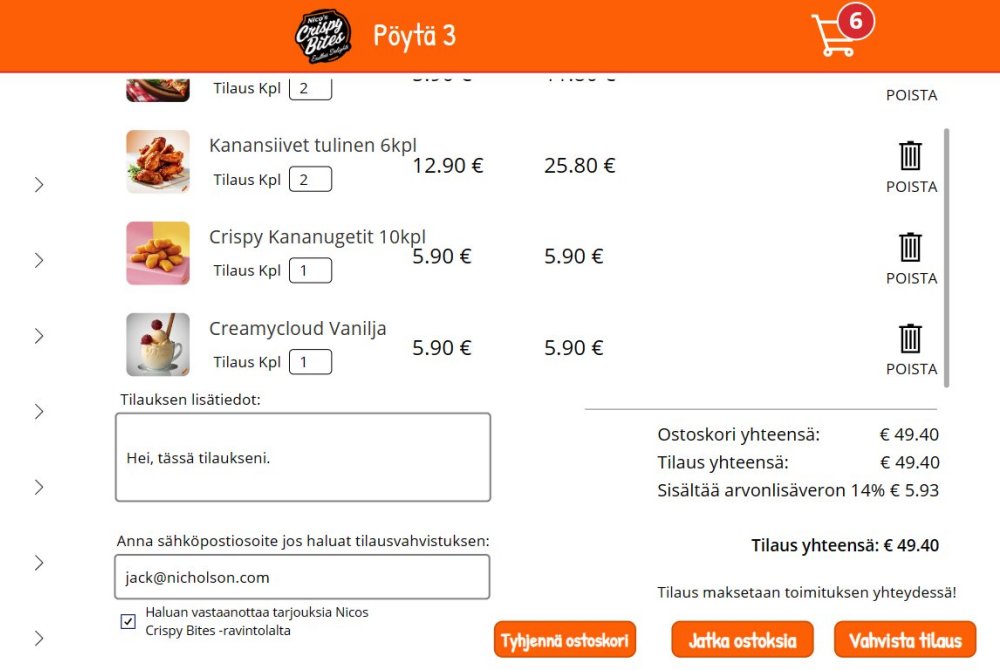 Nico's
Crispy
Bites
Endless Delights
Pöytä 3
6
Tilaus Kpl 2
POISTA
Kanansiivet tulinen 6kpl
12.90 € 25.80 €
Tilaus Kpl 2
POISTA
Crispy Kananugetit 10kpl
5.90 € 5.90 €
Tilaus Kpl 1
POISTA
Creamycloud Vanilja
5.90 € 5.90 €
Tilaus Kpl 1
POISTA
Tilauksen lisätiedot:
Hei, tässä tilaukseni.
Ostoskori yhteensä: € 49.40
Tilaus yhteensä: € 49.40
Sisältää arvonlisäveron 14% € 5.93
Anna sähköpostiosoite jos haluat tilausvahvistuksen:
jack@nicholson.com
Haluan vastaanottaa tarjouksia Nicos
Crispy Bites -ravintolalta
Tilaus yhteensä: € 49.40
Tilaus maksetaan toimituksen yhteydessä!
Tyhjennä ostoskori
Jatka ostoksia
Vahvista tilaus